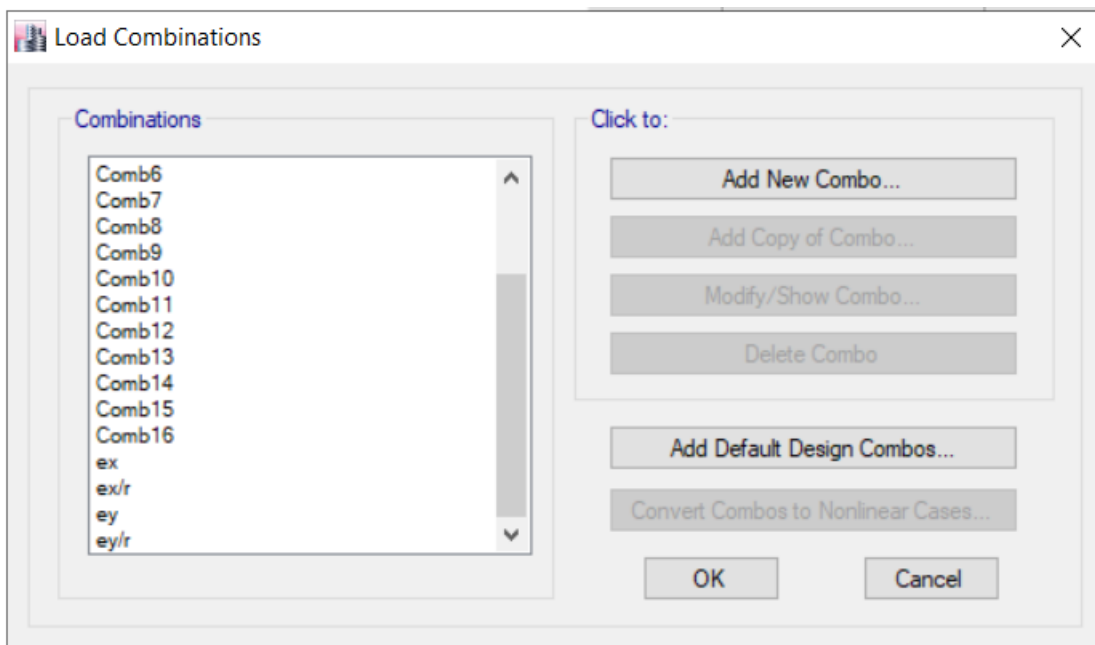 Load Combinations
Combinations
Comb6
Comb7
Comb8
Comb9
Comb10
Comb11
Comb12
Comb13
Comb14
Comb15
Comb16
ex
ex/r
ey
ey/r
Click to:
Add New Combo...
Add Copy of Combo...
Modify/Show Combo...
Delete Combo
Add Default Design Combos...
Convert Combos to Nonlinear Cases...
OK
Cancel